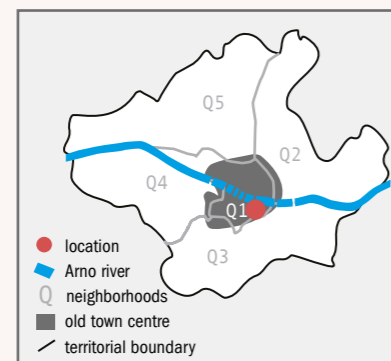 Q5
Q2
Q4
Q1
Q3
location
Arno river
Q neighborhoods
old town centre
territorial boundary